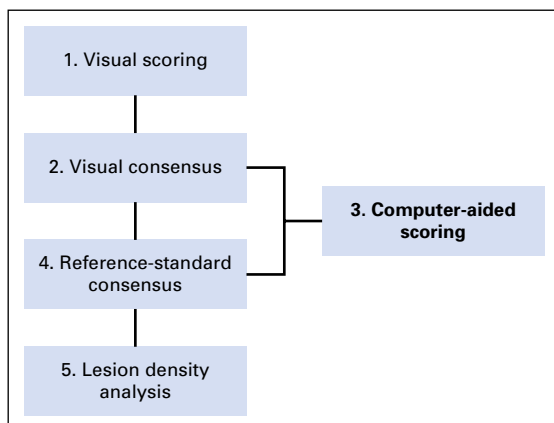 1. Visual scoring
2. Visual consensus
3. Computer-aided
scoring
4. Reference-standard
consensus
5. Lesion density
analysis